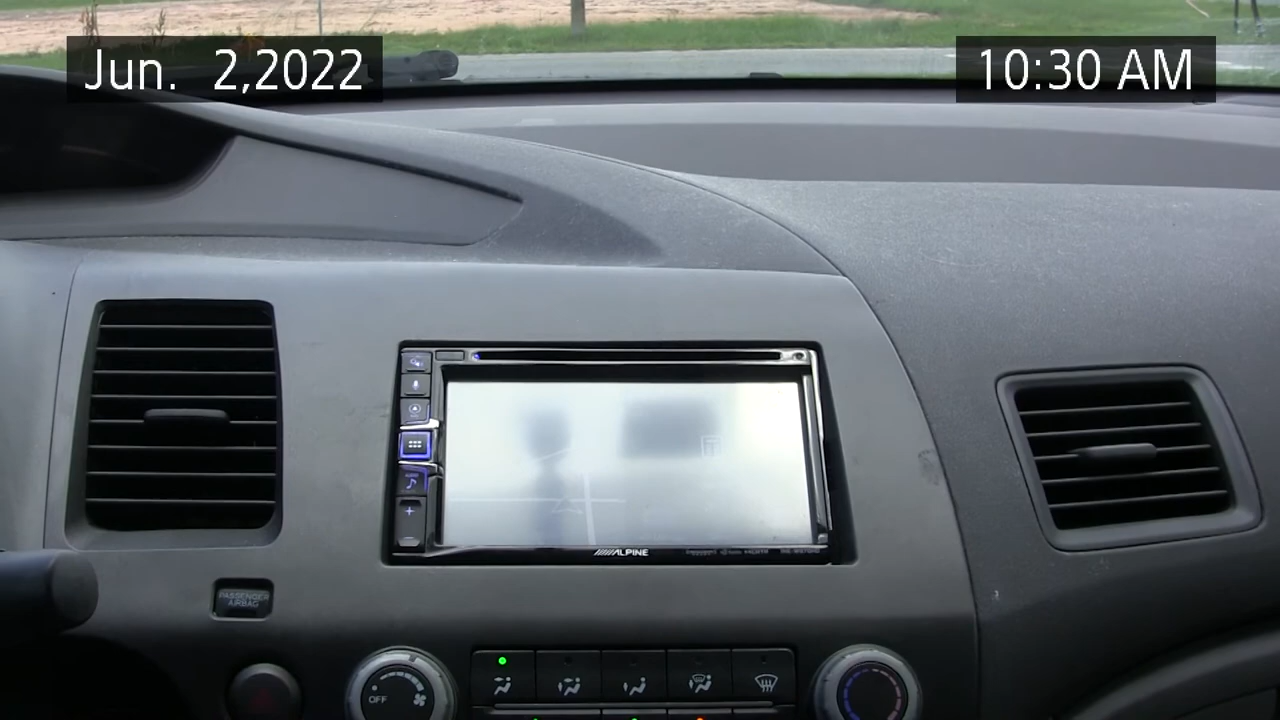 Jun. 2,2022
10:30 AM
ALPINE
PASSENGER
AIRBAG
OFF